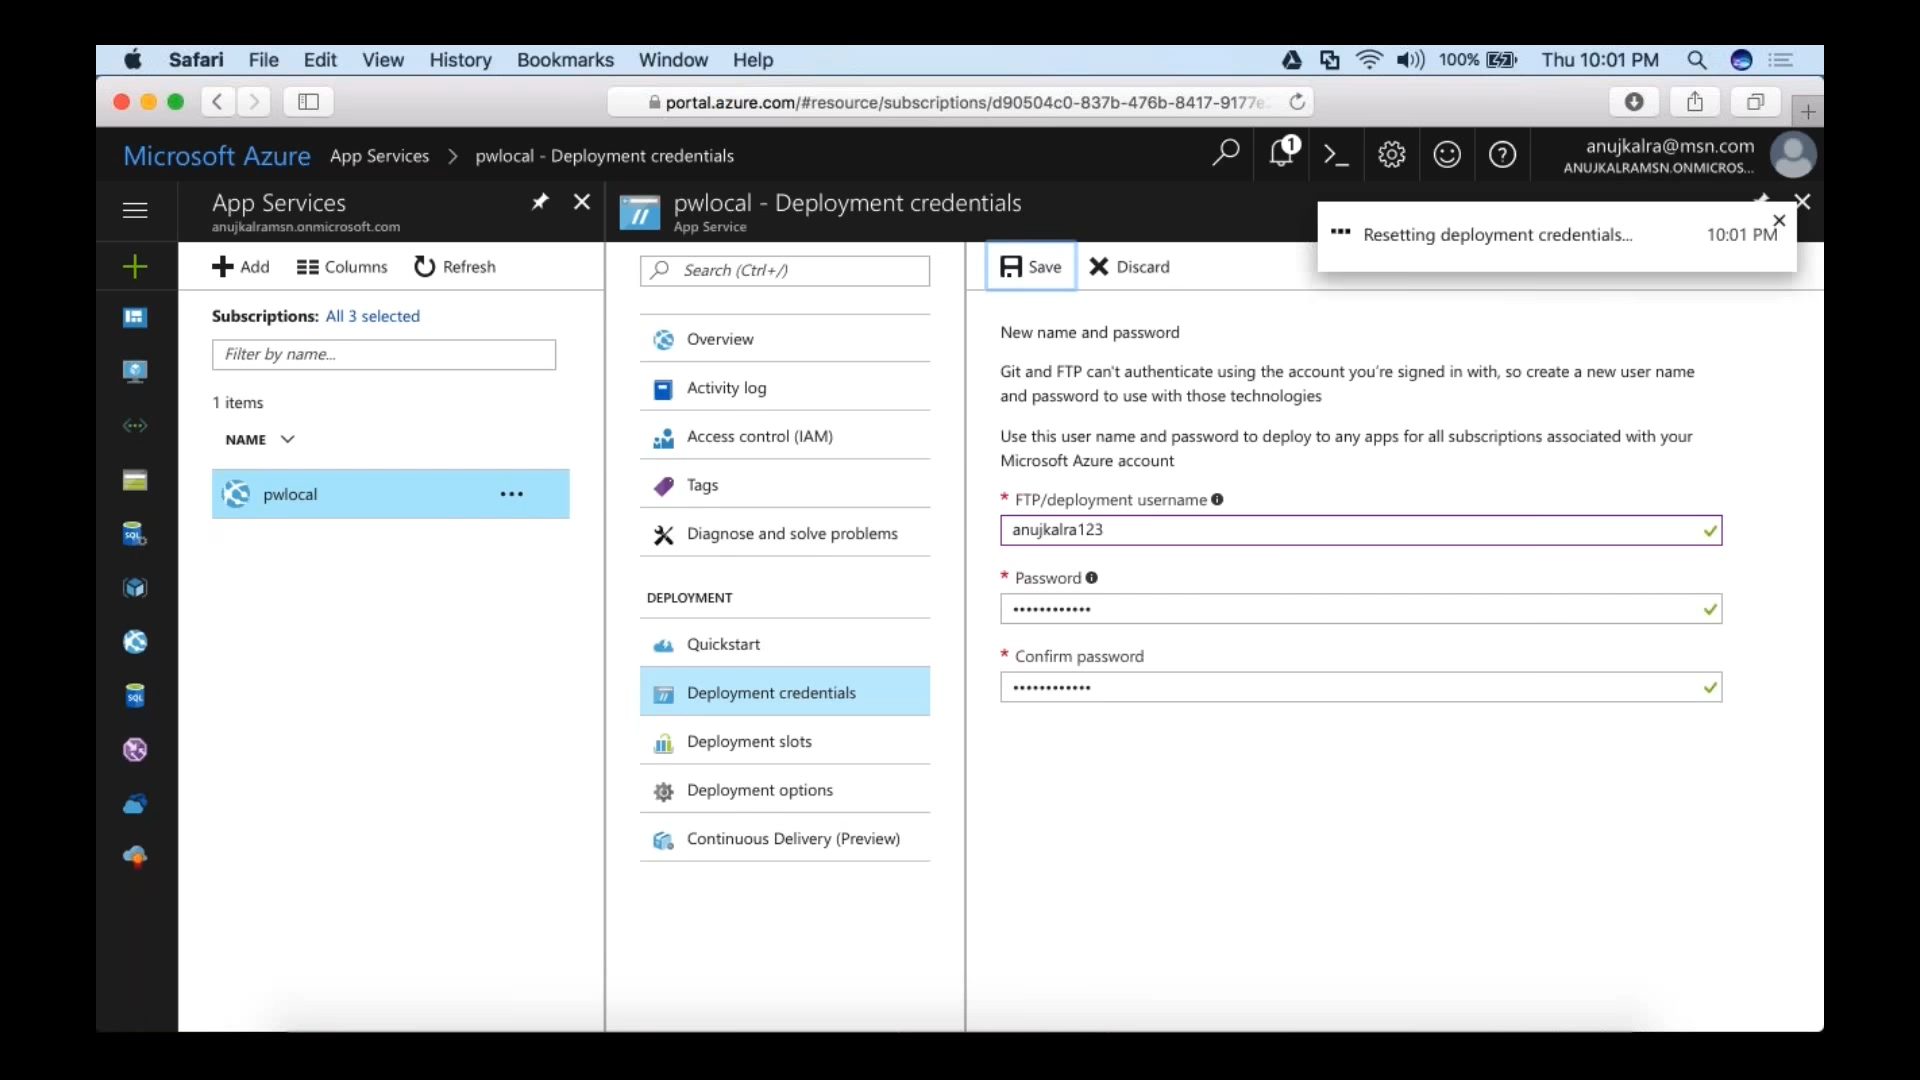 Safari File Edit View History Bookmarks Window Help 100% Thu 10:01 PM
portal.azure.com/#resource/subscriptions/d90504c0-837b-476b-8417-9177e
Microsoft Azure App Services > pwlocal - Deployment credentials
1
anujkalra@msn.com
ANUJKALRAMSN.ONMICROS...
App Services
anujkalramsn.onmicrosoft.com
Add Columns Refresh
Subscriptions: All 3 selected
Filter by name...
1 items
NAME
pwlocal ...
SQL
SQL
pwlocal - Deployment credentials
App Service
Search (Ctrl+/)
Overview
Activity log
Access control (IAM)
Tags
Diagnose and solve problems
DEPLOYMENT
Quickstart
Deployment credentials
Deployment slots
Deployment options
Continuous Delivery (Preview)
Resetting deployment credentials... 10:01 PM
Save Discard
New name and password
Git and FTP can't authenticate using the account you're signed in with, so create a new user name
and password to use with those technologies
Use this user name and password to deploy to any apps for all subscriptions associated with your
Microsoft Azure account
* FTP/deployment username
anujkalra123
* Password
••••••••••••
* Confirm password
••••••••••••